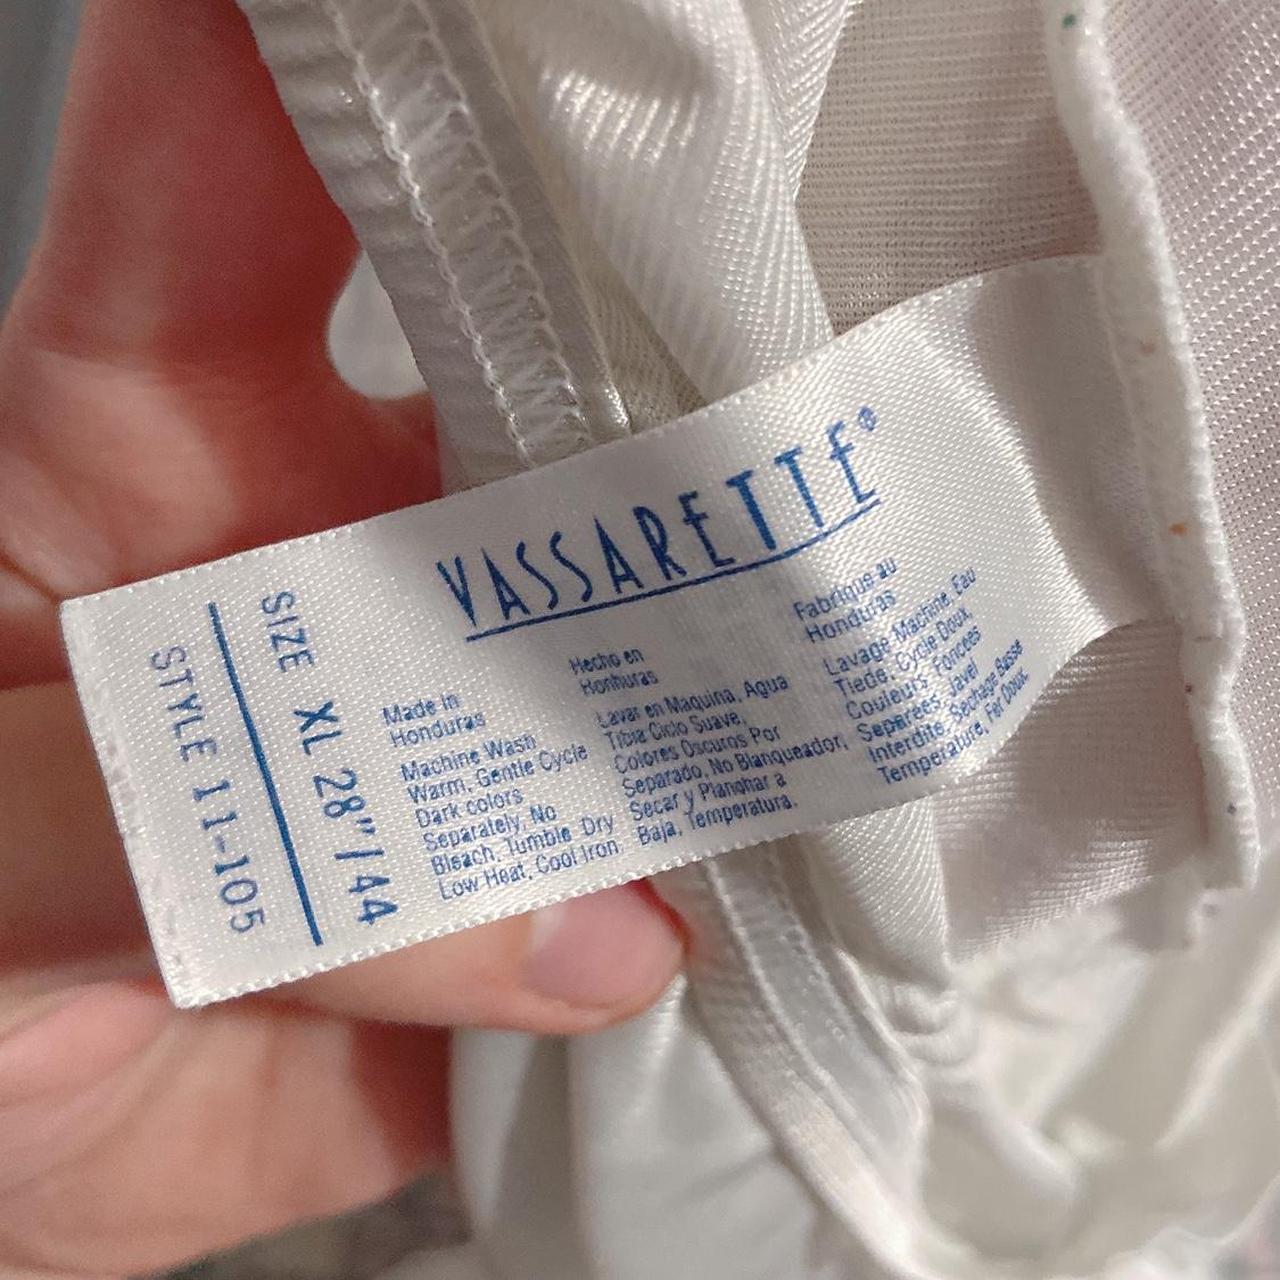 VASSARETTE®
Made in
Honduras
Machine Wash
Warm, Gentle Cycle
Dark colors
Separately, No
Bleach, Tumble Dry
Low Heat, Cool Iron
Hecho en
Honhuras
Lavar en Maquina, Agua
Tibia Ciclo Suave,
Colores Oscuros Por
Separado, No Blanqueador,
Secar y Planchar a
Baja, Temperatura.
Fabrique au
Honduras
Lavage Machine, Eau
Tiede, Cycle Doux,
Couleurs Foncees
Separees, Javel
Interdite, Sechage Basse
Temperature, Fer Doux.
SIZE XL 28"/44
STYLE 11-105